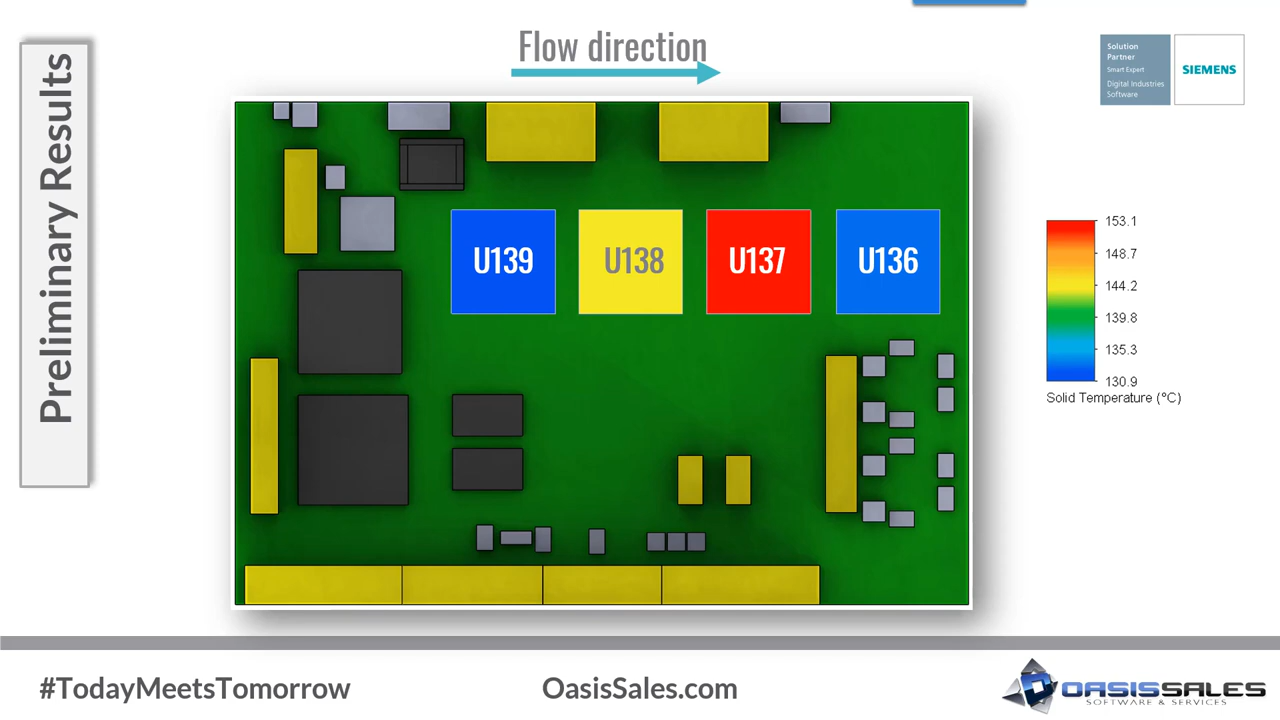 Flow direction
Preliminary Results
Solution
Partner
Smart Expert
Digital Industries
Software
SIEMENS
U139
U138
U137
U136
153.1
148.7
144.2
139.8
135.3
130.9
Solid Temperature (°C)
#TodayMeetsTomorrow
OasisSales.com
OASISSALES
SOFTWARE & SERVICES